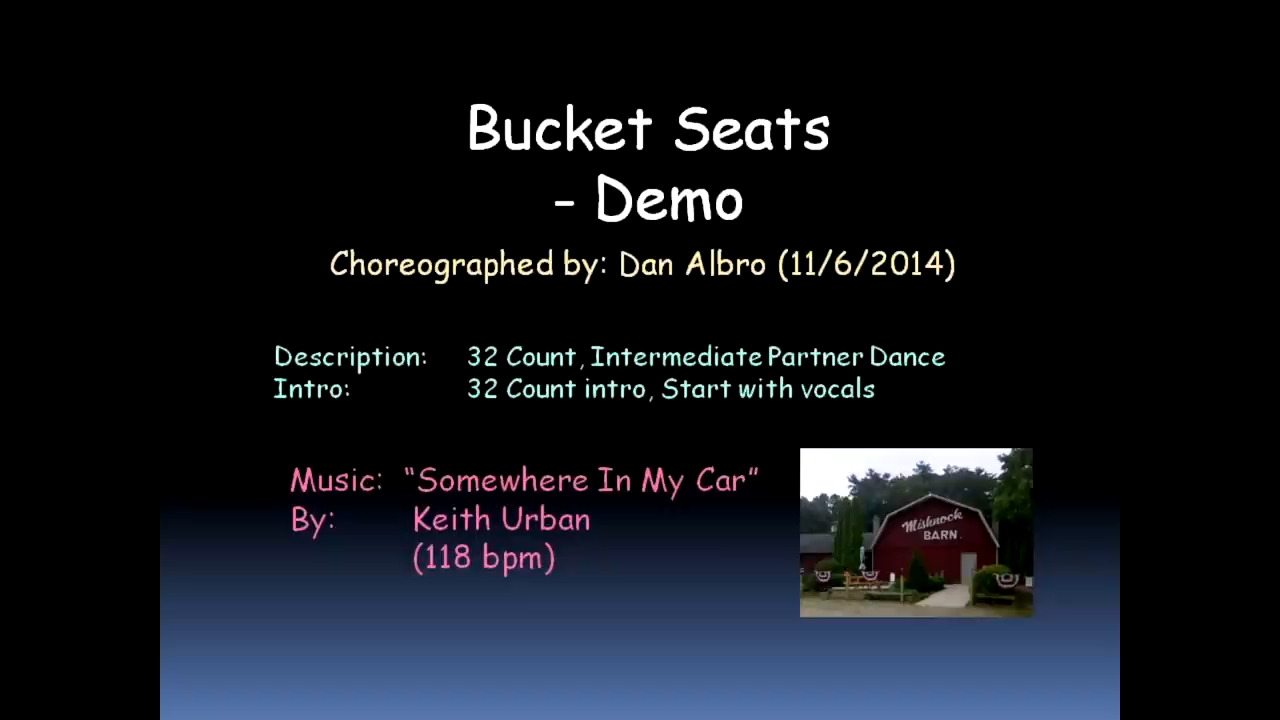 Bucket Seats
- Demo
Choreographed by: Dan Albro (11/6/2014)
Description: 32 Count, Intermediate Partner Dance
Intro: 32 Count intro, Start with vocals
Music: “Somewhere In My Car”
By: Keith Urban
(118 bpm)
Mishnock
BARN